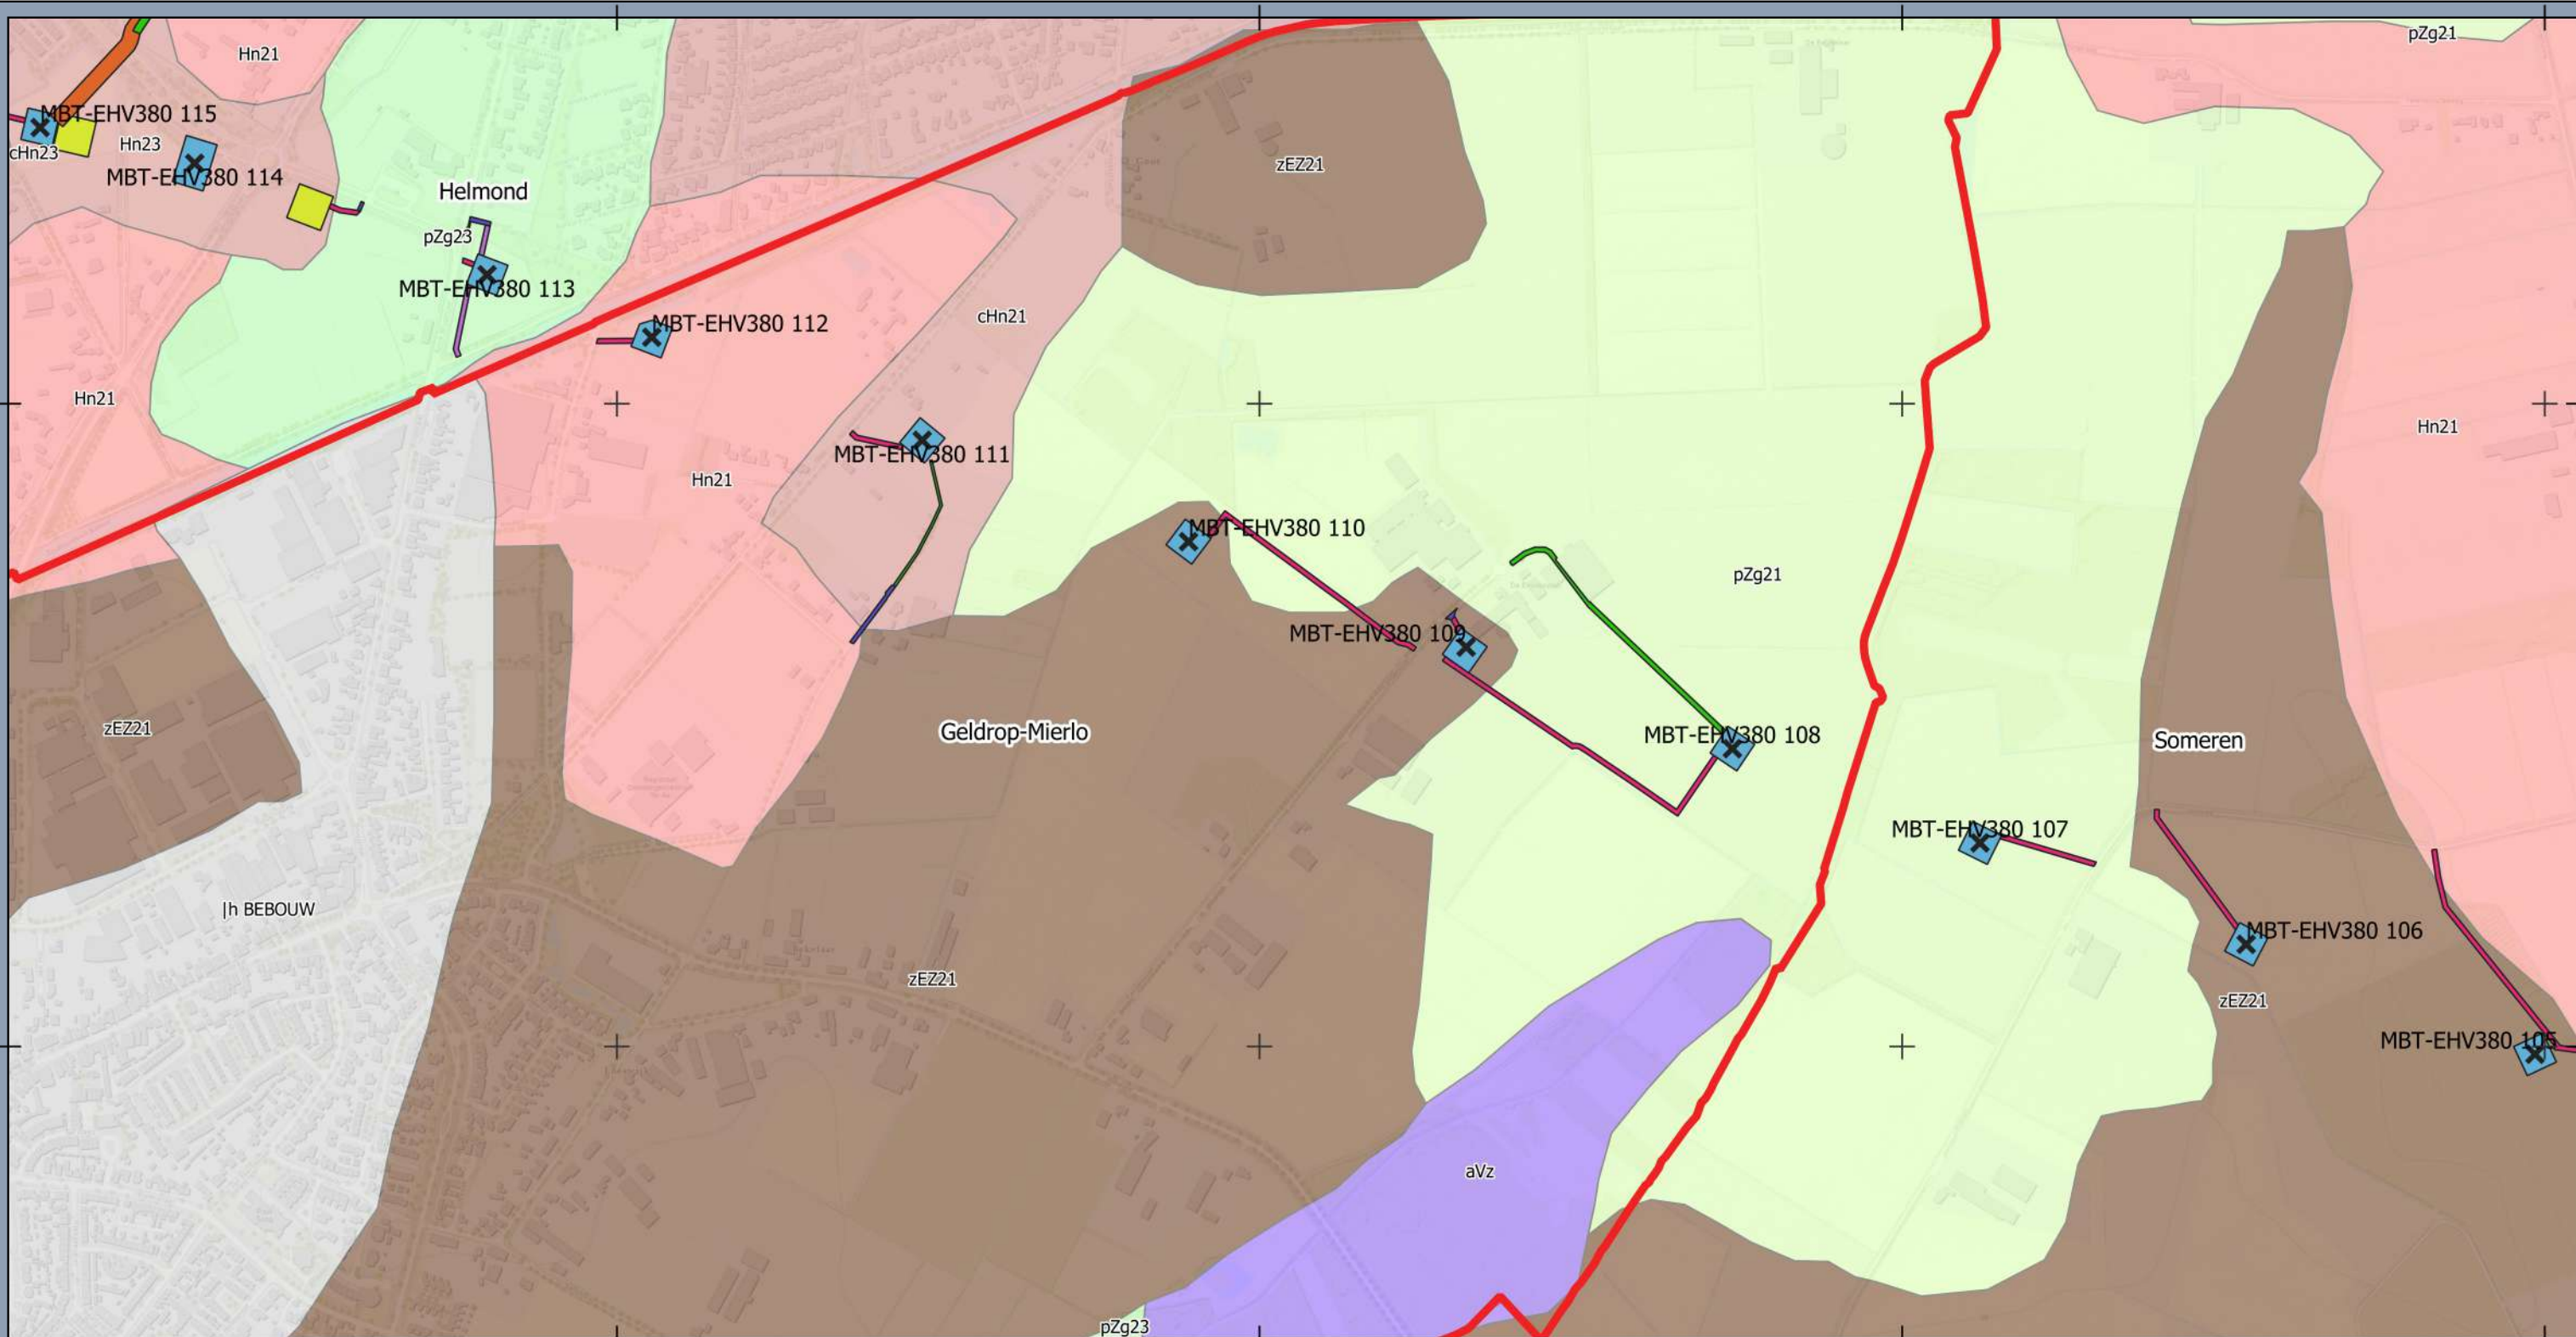 pZg21
Hn21
MBT-EHV380 115
Hn23
cHn23
zEZ21
MBT-EHV380 114
Helmond
pZg23
MBT-EHV380 113
cHn21
MBT-EHV380 112
Hn21
Hn21
MBT-EHV380 111
Hn21
MBT-EHV380 110
pZg21
MBT-EHV380 109
zEZ21
Geldrop-Mierlo
MBT-EHV380 108
Someren
MBT-EHV380 107
|h BEBOUW
MBT-EHV380 106
zEZ21
zEZ21
MBT-EHV380 105
aVz
pZg23